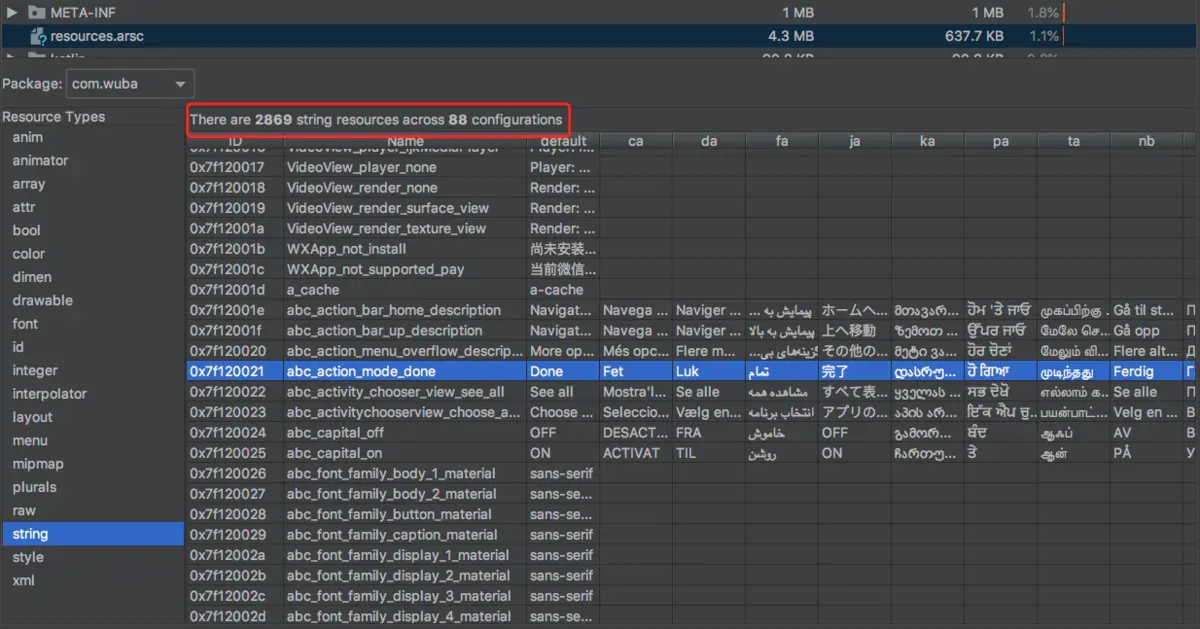 META-INF 1 MB 1 MB 1.8%
resources.arsc 4.3 MB 637.7 KB 1.1%
Package: com.wuba
There are 2869 string resources across 88 configurations
Resource Types
anim
animator
array
attr
bool
color
dimen
drawable
font
id
integer
interpolator
layout
menu
mipmap
plurals
raw
string
style
xml
ID Name default ca da fa ja ka pa ta nb
0x7f120017 VideoView_player_none Player: ...
0x7f120018 VideoView_render_none Render: ...
0x7f120019 VideoView_render_surface_view Render: ...
0x7f12001a VideoView_render_texture_view Render: ...
0x7f12001b WXApp_not_install 尚未安装...
0x7f12001c WXApp_not_supported_pay 当前微信...
0x7f12001d a_cache a-cache
0x7f12001e abc_action_bar_home_description Navigat... Navega ... Naviger ... پیمایش به ... ホームへ... მთავარ... ਹੋਮ 'ਤੇ ਜਾਓ முகப்பிற்கு . Gå til st...
0x7f12001f abc_action_bar_up_description Navigat... Navega ... Naviger ... پیمایش به بالا 上へ移動 ზემოთ ... ਉੱਪਰ ਜਾਓ மேலே செ... Gå opp
0x7f120020 abc_action_menu_overflow_descrip... More op... Més opc... Flere m... گزینه‌های بی... その他の... მეტი ვა... ਹੋਰ ਚੋਣਾਂ மேலும் வி... Flere alt...
0x7f120021 abc_action_mode_done Done Fet Luk تمام 完了 დასრუ... ਹੋ ਗਿਆ முடிந்தது Ferdig
0x7f120022 abc_activity_chooser_view_see_all See all Mostra'l... Se alle مشاهده همه すべて表... ყველას ... ਸਭ ਦੇਖੋ எல்லாம் க.. Se alle
0x7f120023 abc_activitychooserview_choose_a... Choose ... Seleccio... Vælg en... انتخاب برنامه アプリの... აპის არ... ਇੱਕ ਐਪ ਚੁ.. பயன்பாட்... Velg en ...
0x7f120024 abc_capital_off OFF DESACT... FRA خاموش OFF გამორ... ਬੰਦ ஆஃப் AV
0x7f120025 abc_capital_on ON ACTIVAT TIL روشن ON ჩართუ... ਤੇ ஆன் PÅ
0x7f120026 abc_font_family_body_1_material sans-serif
0x7f120027 abc_font_family_body_2_material sans-se...
0x7f120028 abc_font_family_button_material sans-se...
0x7f120029 abc_font_family_caption_material sans-serif
0x7f12002a abc_font_family_display_1_material sans-serif
0x7f12002b abc_font_family_display_2_material sans-serif
0x7f12002c abc_font_family_display_3_material sans-serif
0x7f12002d abc_font_family_display_4_material sans-se...